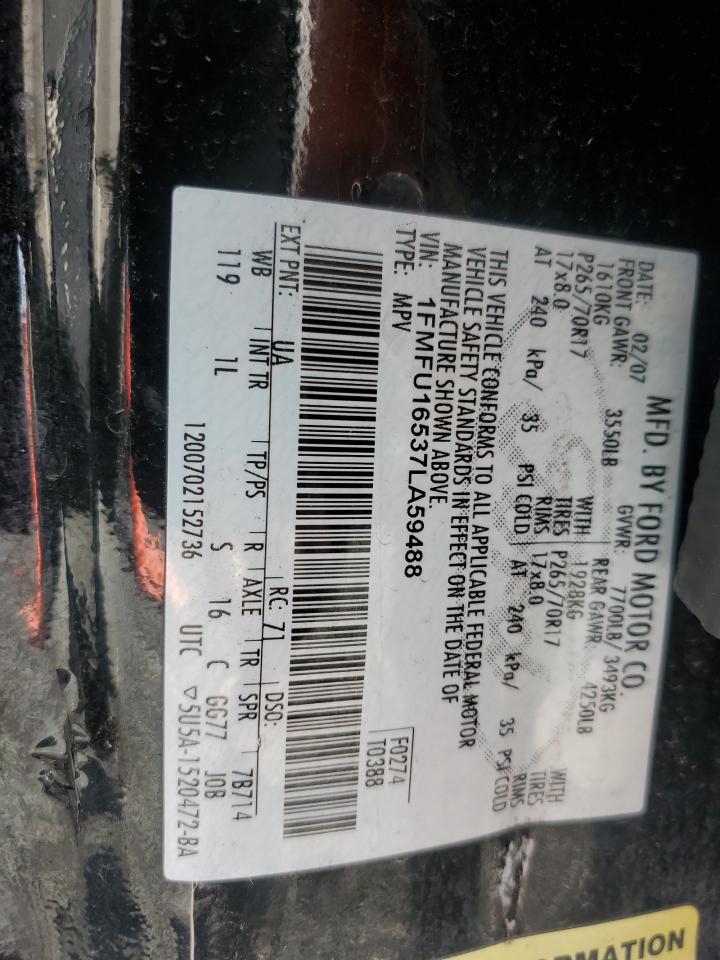 MFD. BY FORD MOTOR CO.
DATE: 02/07 GVWR: 7700LB/ 3493KG
FRONT GAWR: 3550LB REAR GAWR: 4250LB
1610KG WITH 1928KG WITH
P265/70R17 TIRES P265/70R17 TIRES
17x8.0 RIMS 17x8.0 RIMS
AT 240 kPa/ 35 PSI COLD AT 240 kPa/ 35 PSI COLD
THIS VEHICLE CONFORMS TO ALL APPLICABLE FEDERAL MOTOR
VEHICLE SAFETY STANDARDS IN EFFECT ON THE DATE OF
MANUFACTURE SHOWN ABOVE.
VIN: 1FMFU16537LA59488
TYPE: MPV
F0274
T0388
EXT PNT: UA RC: 71 DSO:
WB INT TR TP/PS R AXLE TR SPR 7B714
119 1L S 16 C GG77 JOB
1200702152736 UTC ▽5U5A-1520472-BA
ORMATION